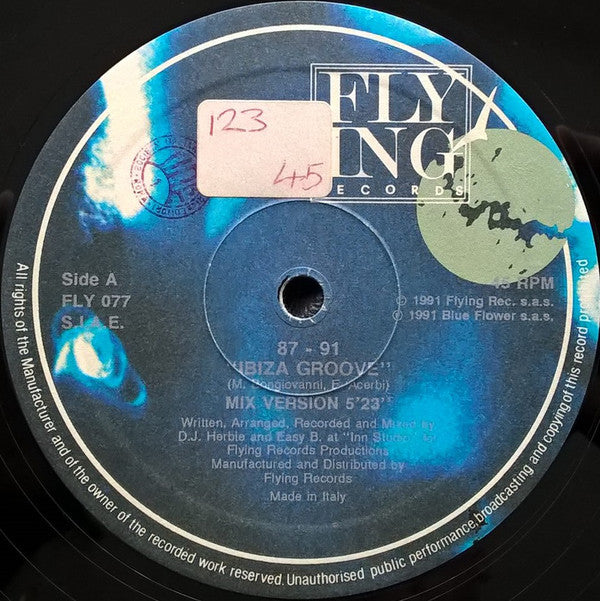 FLY
ING
RECORDS
123
45
Side A
FLY 077
S.I.A.E.
45 RPM
℗ 1991 Flying Rec. s.a.s.
© 1991 Blue Flower s.a.s.
87 - 91
"IBIZA GROOVE"
(M. Bongiovanni, F. Acerbi)
MIX VERSION 5'23"
Written, Arranged, Recorded and Mixed by
D.J. Herbie and Easy B. at "Inn Studio" for
Flying Records Productions
Manufactured and Distributed by
Flying Records
Made in Italy
All rights of the Manufacturer and of the owner of the recorded work reserved. Unauthorised public performance, broadcasting and copying of this record prohibited